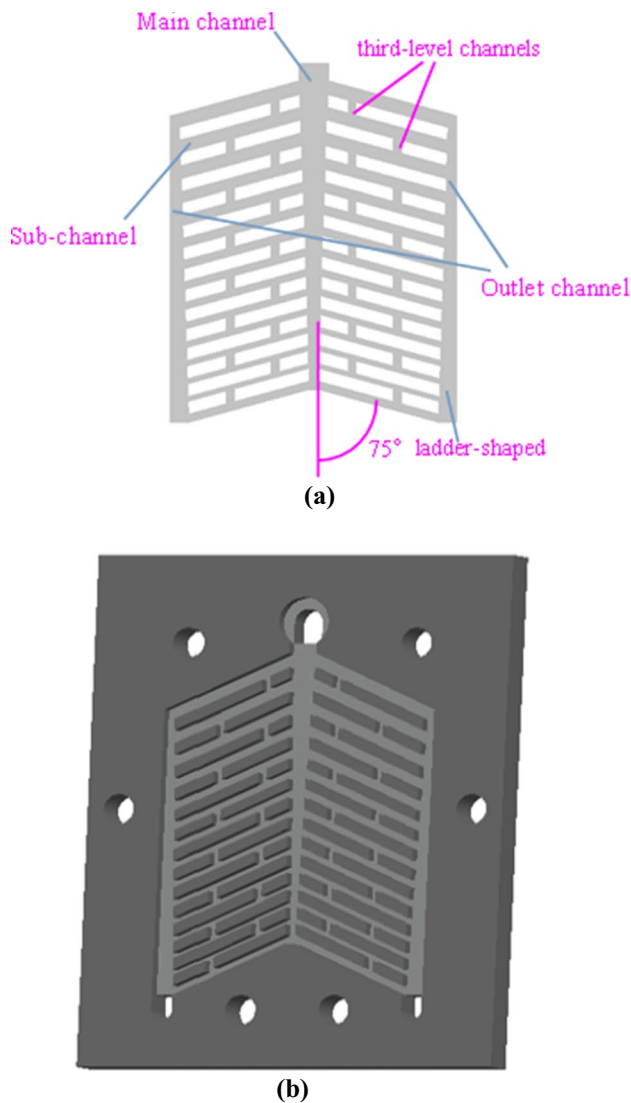 Main channel
third-level channels
Sub-channel
Outlet channel
75° ladder-shaped
(a)
(b)